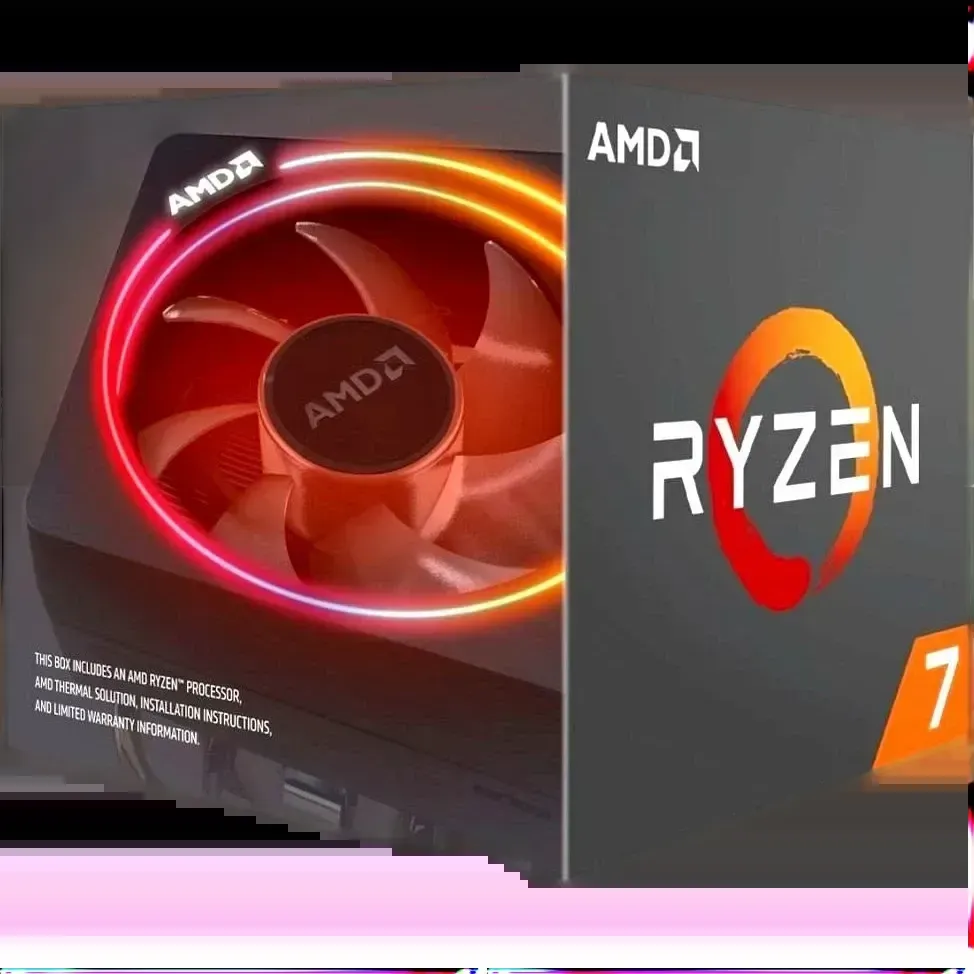 AMD
AMD
THIS BOX INCLUDES AN AMD RYZEN™ PROCESSOR,
AMD THERMAL SOLUTION, INSTALLATION INSTRUCTIONS,
AND LIMITED WARRANTY INFORMATION.
AMD
RYZEN
7